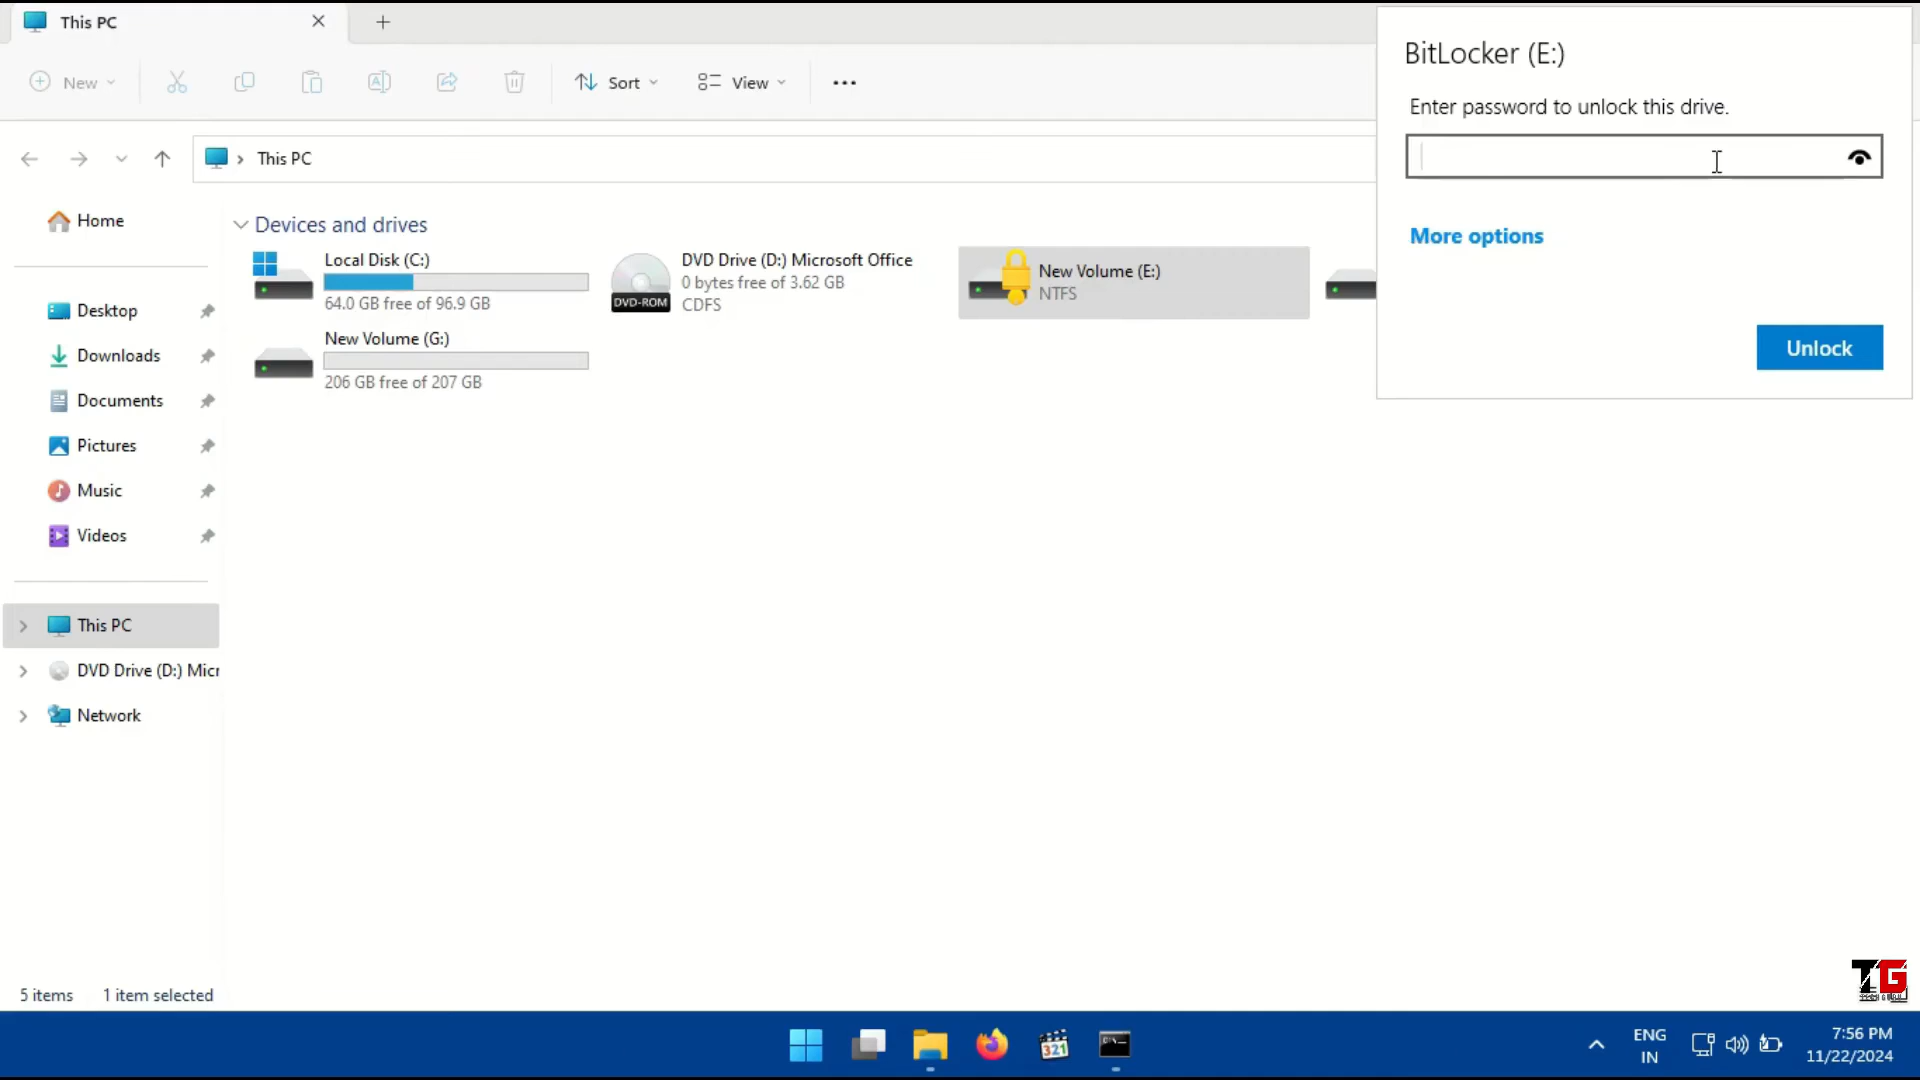 This PC
New
Sort
View
This PC
Home
Desktop
Downloads
Documents
Pictures
Music
Videos
This PC
DVD Drive (D:) Micr
Network
Devices and drives
Local Disk (C:)
64.0 GB free of 96.9 GB
DVD-ROM
DVD Drive (D:) Microsoft Office
0 bytes free of 3.62 GB
CDFS
New Volume (E:)
NTFS
New Volume (G:)
206 GB free of 207 GB
BitLocker (E:)
Enter password to unlock this drive.
More options
Unlock
5 items
1 item selected
TG
321
ENG
IN
7:56 PM
11/22/2024